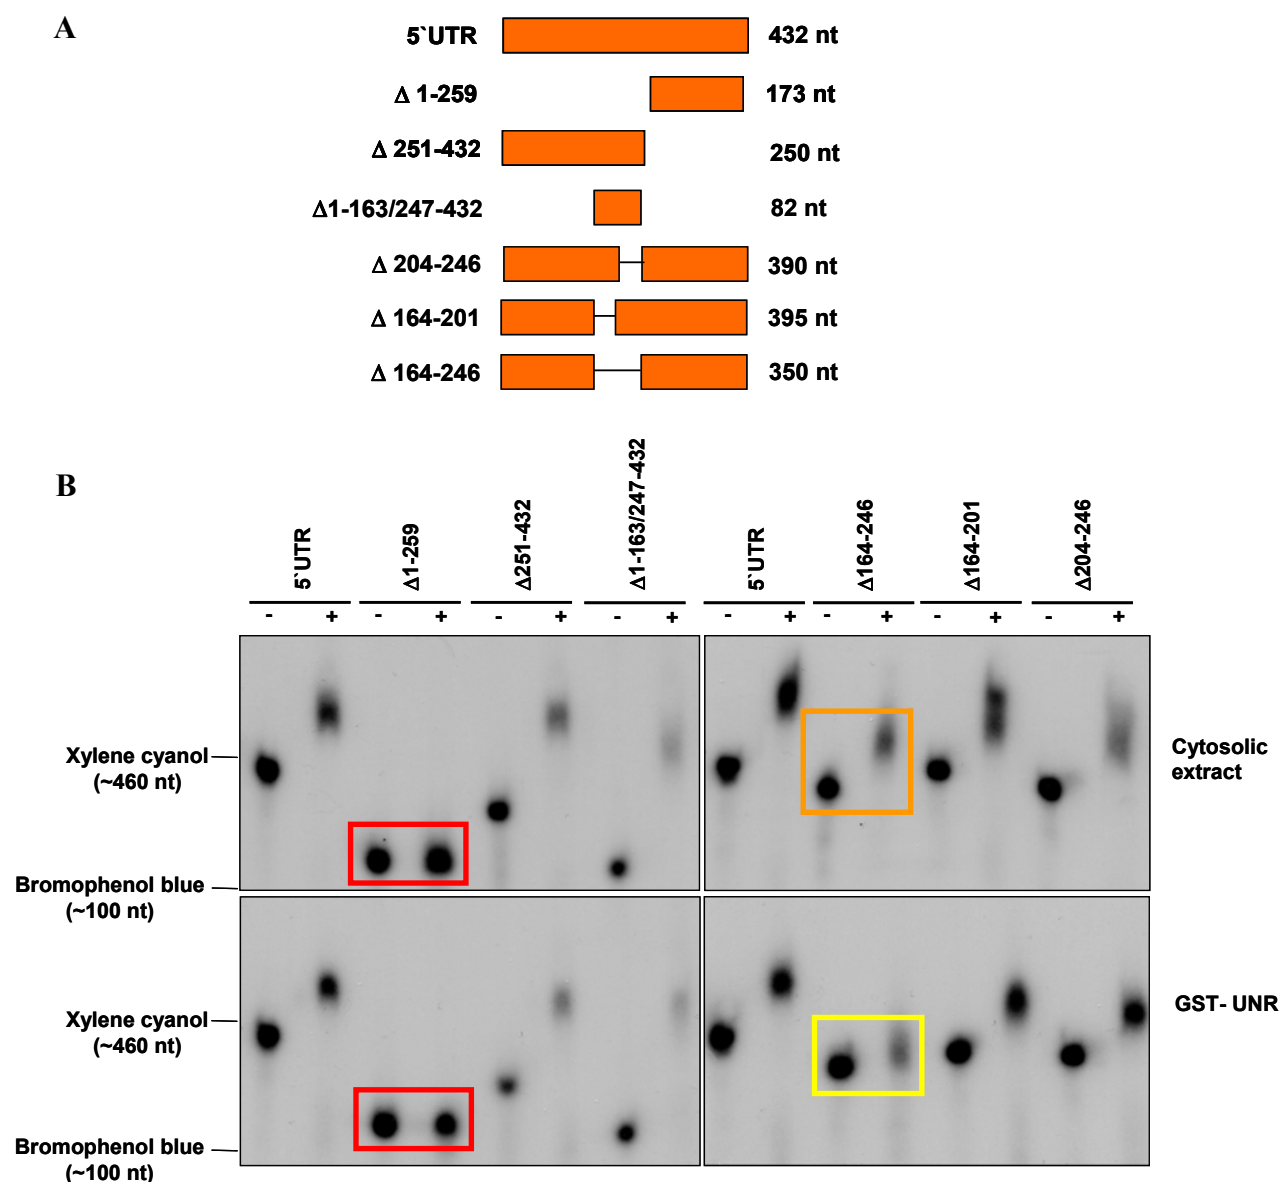 A
5`UTR 432 nt
Δ 1-259 173 nt
Δ 251-432 250 nt
Δ1-163/247-432 82 nt
Δ 204-246 390 nt
Δ 164-201 395 nt
Δ 164-246 350 nt
B
5`UTR Δ1-259 Δ251-432 Δ1-163/247-432 5`UTR Δ164-246 Δ164-201 Δ204-246
- + - + - + - + - + - + - + - +
Xylene cyanol
(~460 nt)
Bromophenol blue
(~100 nt)
Cytosolic
extract
Xylene cyanol
(~460 nt)
Bromophenol blue
(~100 nt)
GST- UNR